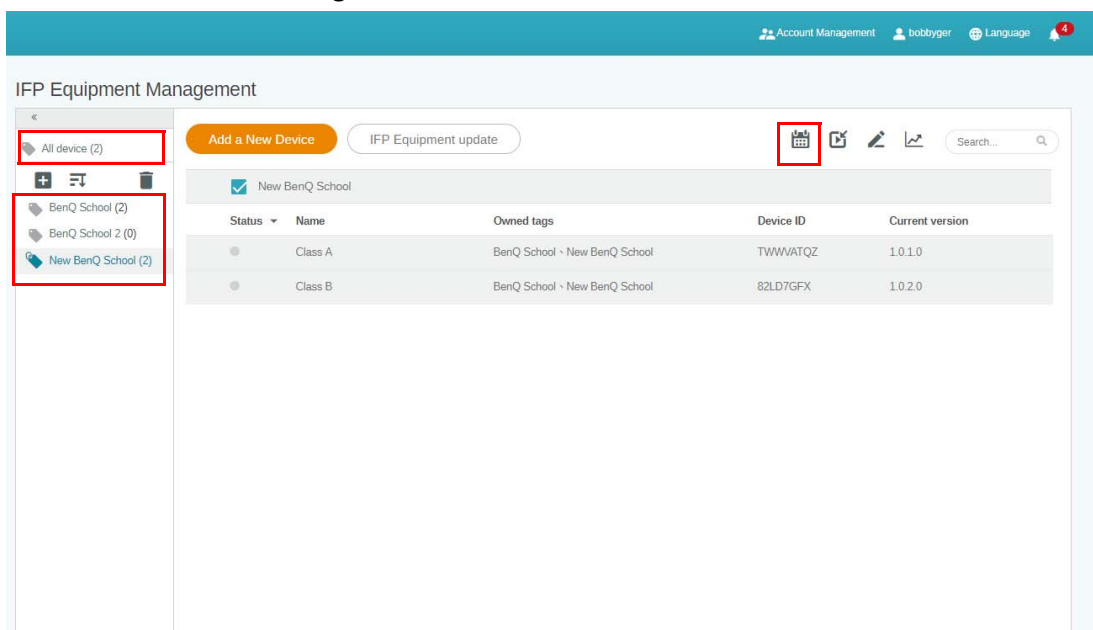 Account Management bobbyger Language 4
IFP Equipment Management
«
All device (2)
Add a New Device IFP Equipment update Search...
BenQ School (2)
BenQ School 2 (0)
New BenQ School (2)
New BenQ School
Status Name Owned tags Device ID Current version
Class A BenQ School、New BenQ School TWWVATQZ 1.0.1.0
Class B BenQ School、New BenQ School 82LD7GFX 1.0.2.0